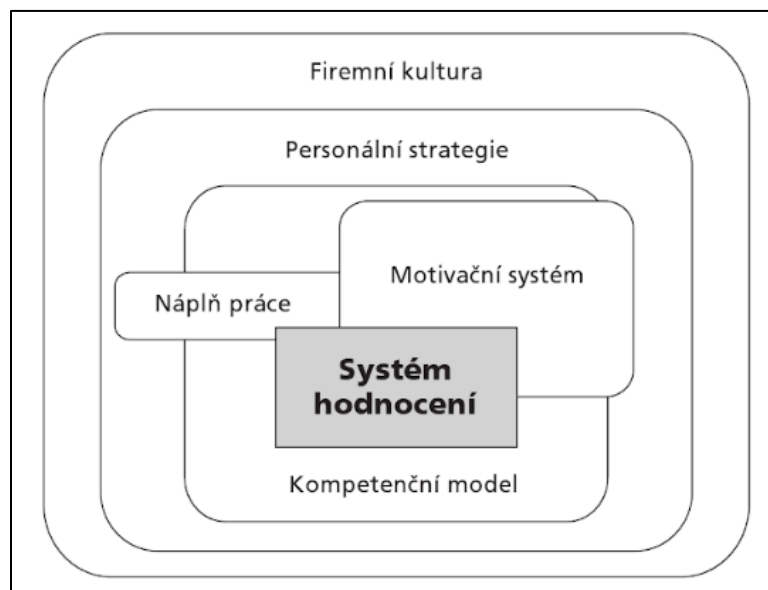 Firemní kultura
Personální strategie
Motivační systém
Náplň práce
Systém
hodnocení
Kompetenční model